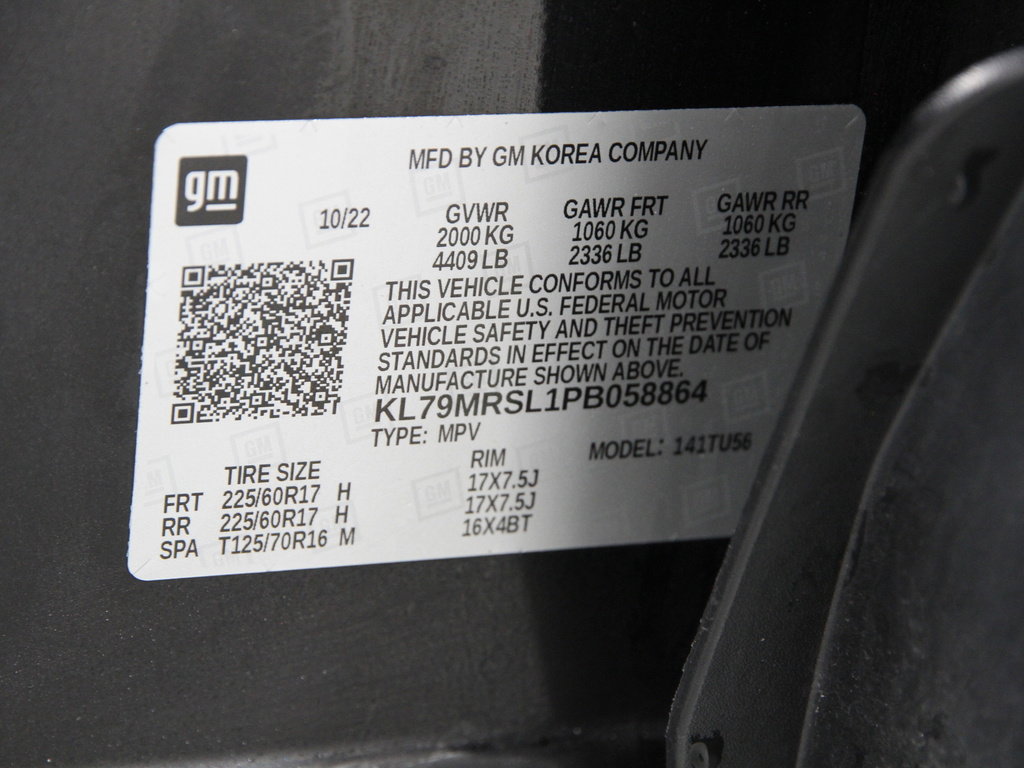 gm
MFD BY GM KOREA COMPANY
10/22 GVWR GAWR FRT GAWR RR
2000 KG 1060 KG 1060 KG
4409 LB 2336 LB 2336 LB
THIS VEHICLE CONFORMS TO ALL
APPLICABLE U.S. FEDERAL MOTOR
VEHICLE SAFETY AND THEFT PREVENTION
STANDARDS IN EFFECT ON THE DATE OF
MANUFACTURE SHOWN ABOVE.
KL79MRSL1PB058864
TYPE: MPV MODEL: 141TU56
TIRE SIZE RIM
FRT 225/60R17 H 17X7.5J
RR 225/60R17 H 17X7.5J
SPA T125/70R16 M 16X4BT